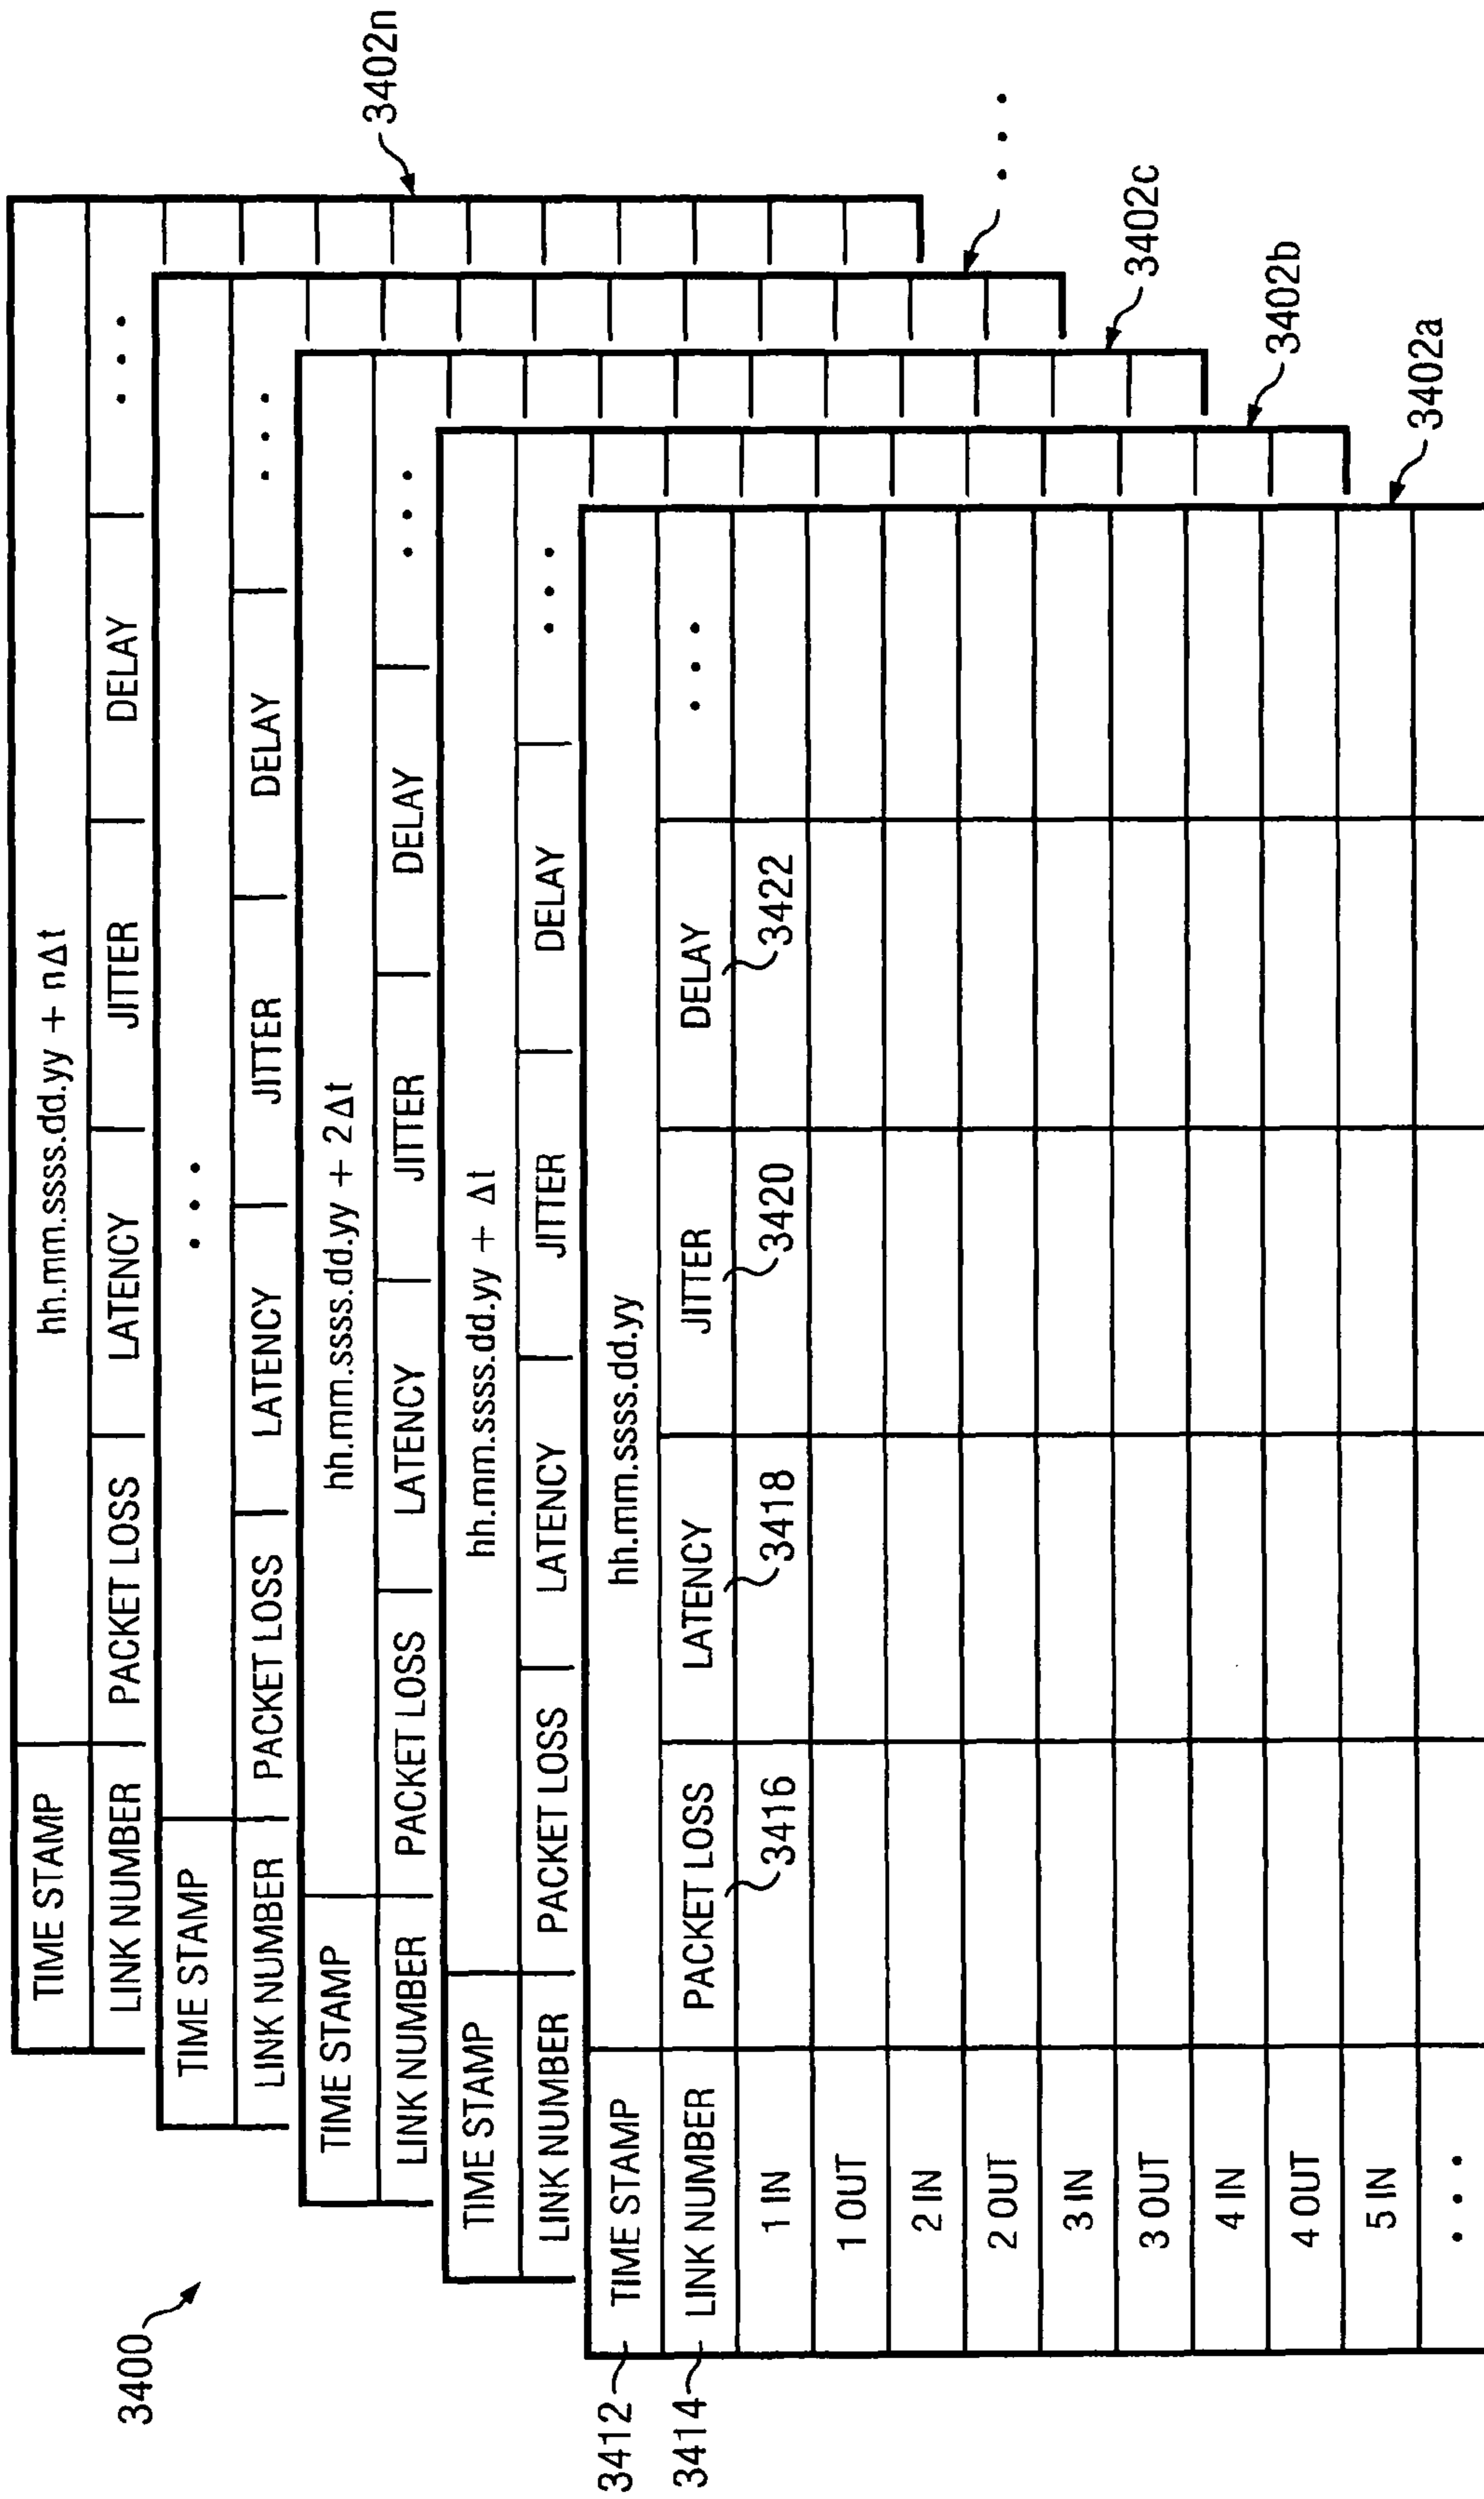 3400
TIME STAMP hh.mm.ssss.dd.yy + nΔt
LINK NUMBER PACKET LOSS LATENCY JITTER DELAY • • •
3402n
TIME STAMP • • •
LINK NUMBER PACKET LOSS LATENCY JITTER DELAY • • •
• • •
TIME STAMP hh.mm.ssss.dd.yy + 2Δt
LINK NUMBER PACKET LOSS LATENCY JITTER DELAY • • •
3402c
TIME STAMP hh.mm.ssss.dd.yy + Δt
LINK NUMBER PACKET LOSS LATENCY JITTER DELAY • • •
3402b
3412 TIME STAMP hh.mm.ssss.dd.yy
3414 LINK NUMBER PACKET LOSS LATENCY JITTER DELAY • • •
1 IN 3416 3418 3420 3422
1 OUT
2 IN
2 OUT
3 IN
3 OUT
4 IN
4 OUT
5 IN
3402a
• • •